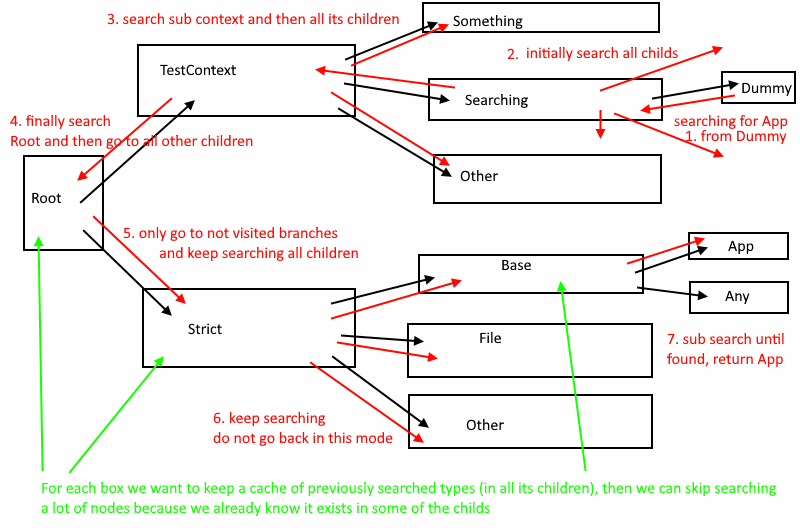 3. search sub context and then all its children
Something
TestContext
2. initially search all childs
Searching
Dummy
searching for App
1. from Dummy
4. finally search
Root and then go to all other children
Other
Root
5. only go to not visited branches
and keep searching all children
Base
App
Any
Strict
File
7. sub search until
found, return App
6. keep searching
do not go back in this mode
Other
For each box we want to keep a cache of previously searched types (in all its children), then we can skip searching
a lot of nodes because we already know it exists in some of the childs